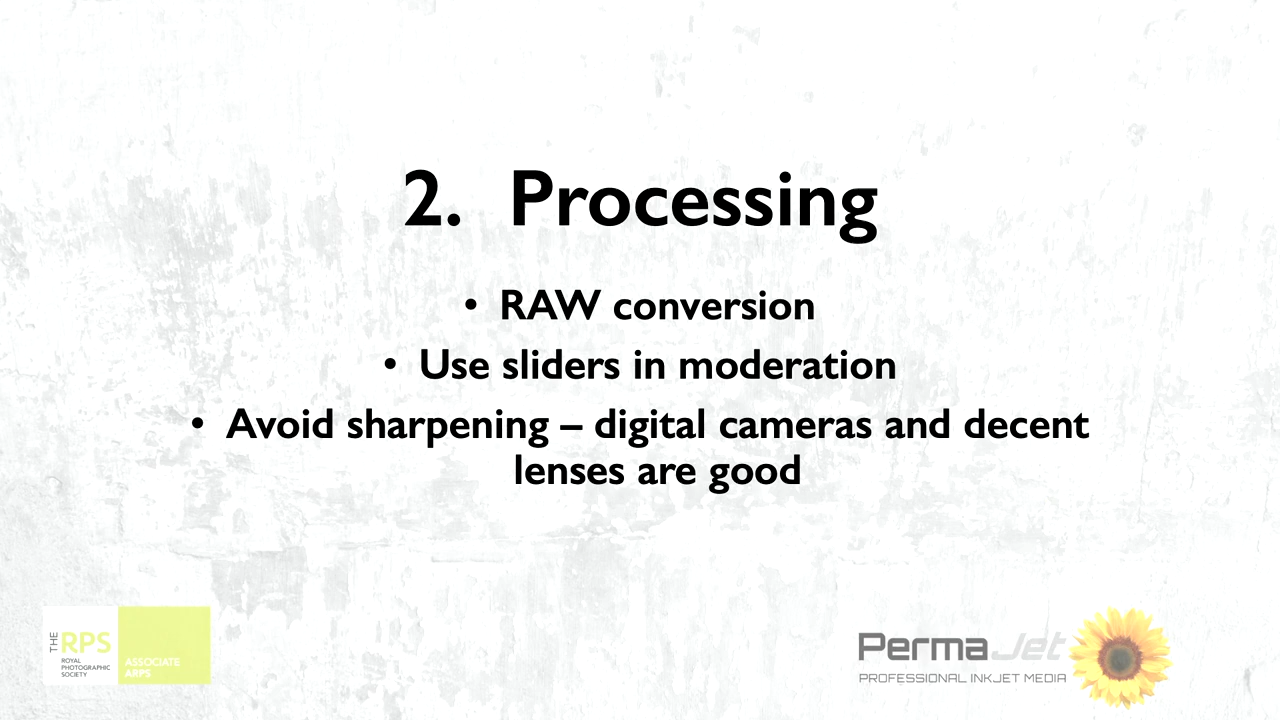 2. Processing
• RAW conversion
• Use sliders in moderation
• Avoid sharpening – digital cameras and decent
lenses are good
THE RPS
ROYAL
PHOTOGRAPHIC
SOCIETY
ASSOCIATE
ARPS
PermaJet
PROFESSIONAL INKJET MEDIA